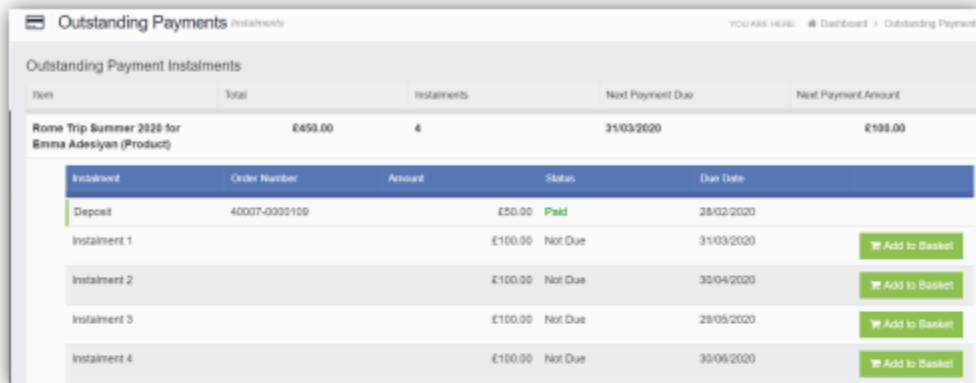 Outstanding Payments Instalments
YOU ARE HERE: Dashboard > Outstanding Payment
Outstanding Payment Instalments
Item Total Instalments Next Payment Due Next Payment Amount
Rome Trip Summer 2020 for £450.00 4 31/03/2020 £100.00
Emma Adesiyan (Product)
Instalment Order Number Amount Status Due Date
Deposit 40007-0000109 £50.00 Paid 28/02/2020
Instalment 1 £100.00 Not Due 31/03/2020 Add to Basket
Instalment 2 £100.00 Not Due 30/04/2020 Add to Basket
Instalment 3 £100.00 Not Due 29/05/2020 Add to Basket
Instalment 4 £100.00 Not Due 30/06/2020 Add to Basket